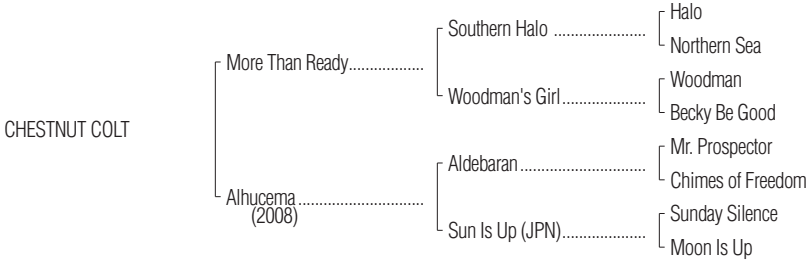 Halo
Southern Halo ......................
Northern Sea
More Than Ready..................
Woodman
Woodman's Girl....................
Becky Be Good
CHESTNUT COLT
Mr. Prospector
Aldebaran..............................
Chimes of Freedom
Alhucema..............................
(2008)
Sunday Silence
Sun Is Up (JPN)....................
Moon Is Up